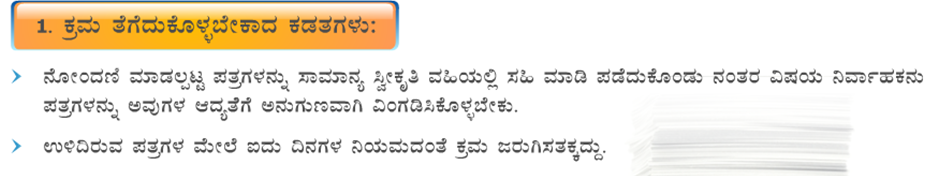 1. ಕ್ರಮ ತೆಗೆದುಕೊಳ್ಳಬೇಕಾದ ಕಡತಗಳು:
ನೋಂದಣಿ ಮಾಡಲ್ಪಟ್ಟ ಪತ್ರಗಳನ್ನು ಸಾಮಾನ್ಯ ಸ್ವೀಕೃತಿ ವಹಿಯಲ್ಲಿ ಸಹಿ ಮಾಡಿ ಪಡೆದುಕೊಂಡು ನಂತರ ವಿಷಯ ನಿರ್ವಾಹಕನು
ಪತ್ರಗಳನ್ನು ಅವುಗಳ ಆದ್ಯತೆಗೆ ಅನುಗುಣವಾಗಿ ವಿಂಗಡಿಸಿಕೊಳ್ಳಬೇಕು.
ಉಳಿದಿರುವ ಪತ್ರಗಳ ಮೇಲೆ ಐದು ದಿನಗಳ ನಿಯಮದಂತೆ ಕ್ರಮ ಜರುಗಿಸತಕ್ಕದ್ದು.